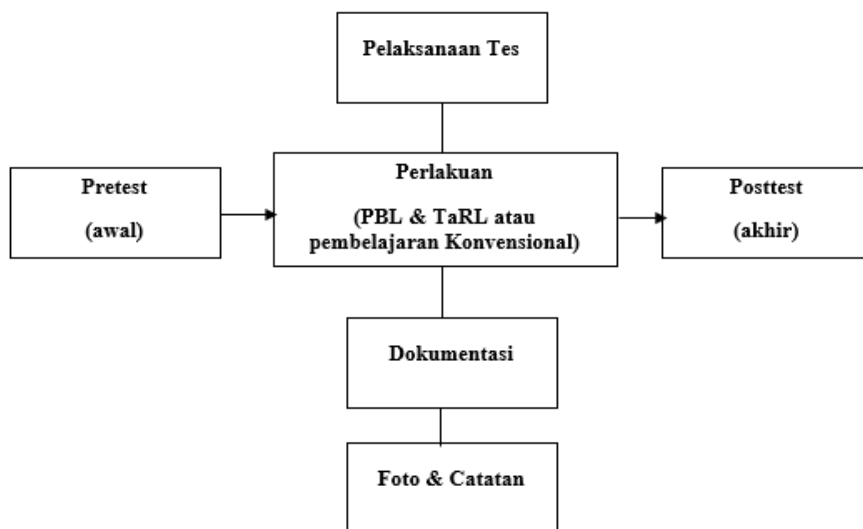 Pelaksanaan Tes
Pretest
(awal)
Perlakuan
(PBL & TaRL atau
pembelajaran Konvensional)
Posttest
(akhir)
Dokumentasi
Foto & Catatan